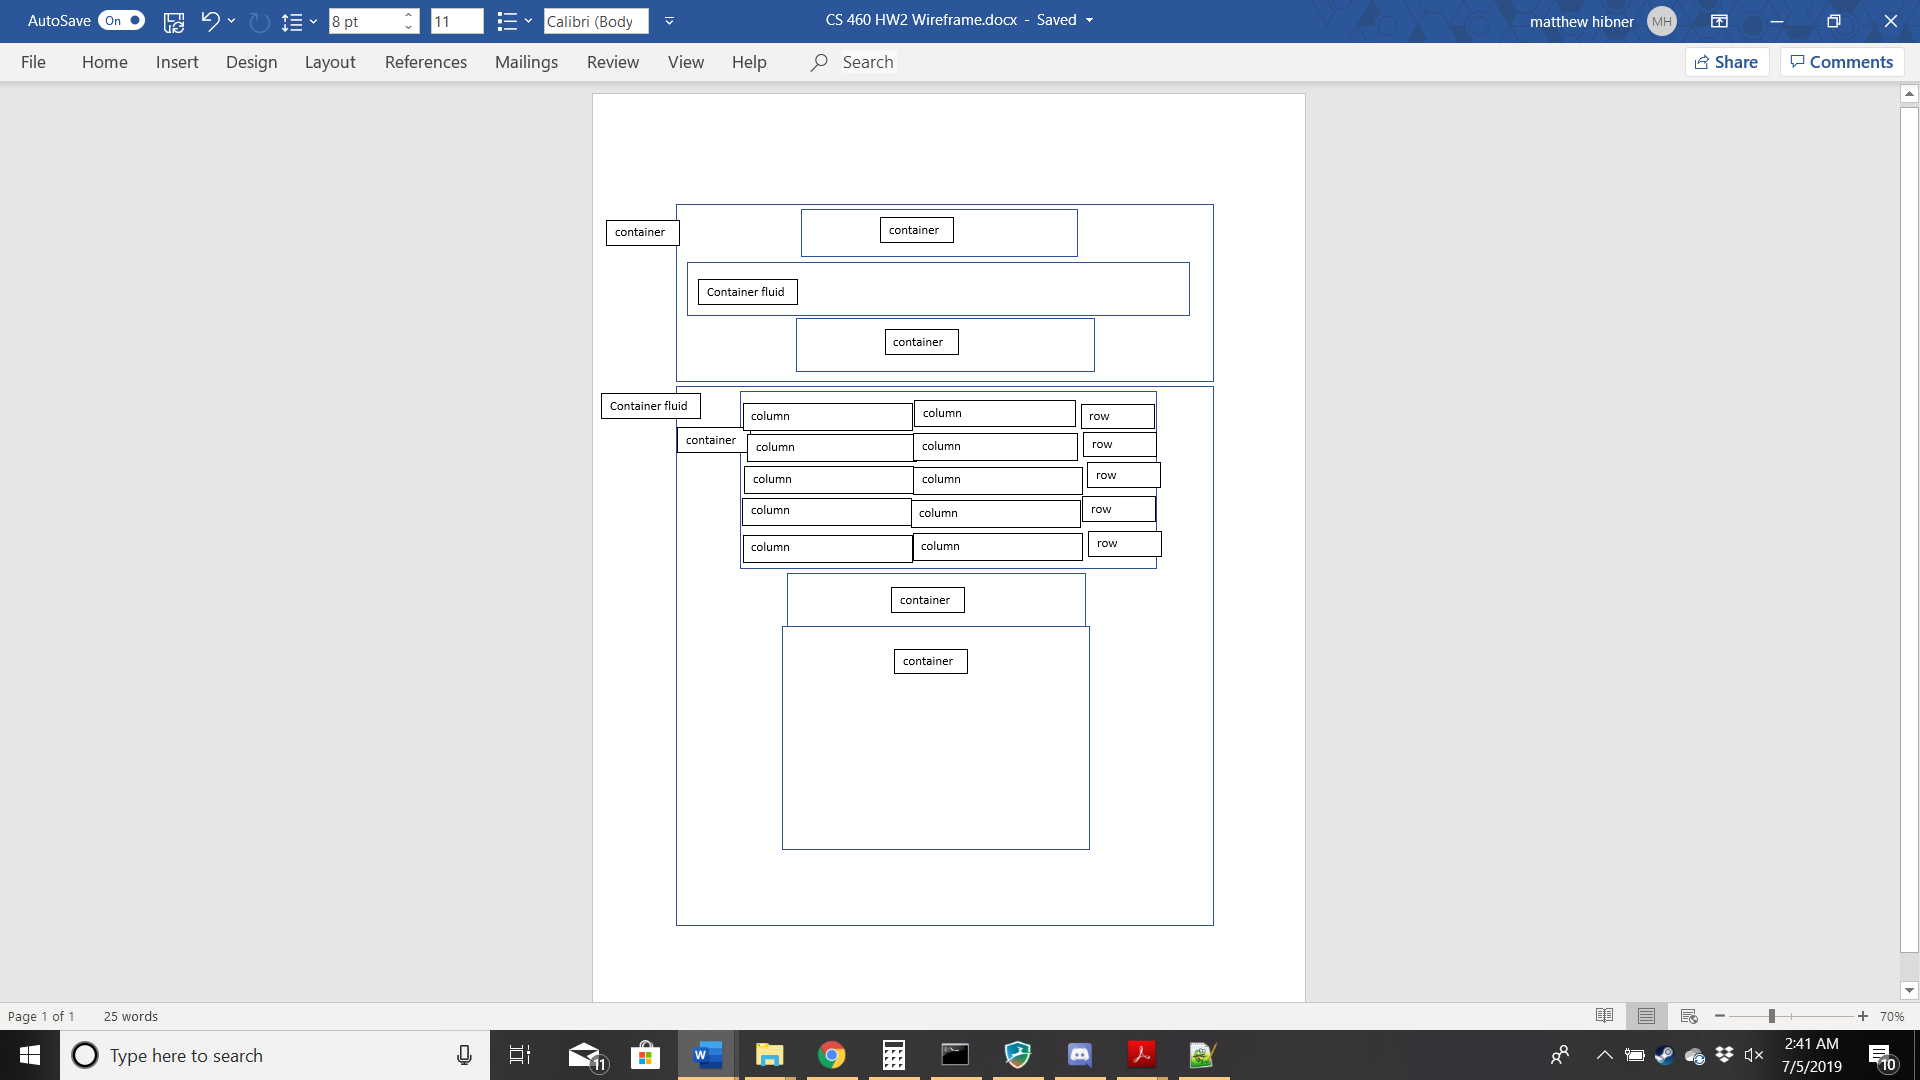 AutoSave On 8 pt 11 Calibri (Body CS 460 HW2 Wireframe.docx - Saved matthew hibner MH
File Home Insert Design Layout References Mailings Review View Help Search Share Comments
container container
Container fluid
container
Container fluid
column column row
container
column column row
column column row
column column row
column column row
container
container
Page 1 of 1 25 words 70%
Type here to search 11 2:41 AM
7/5/2019 10